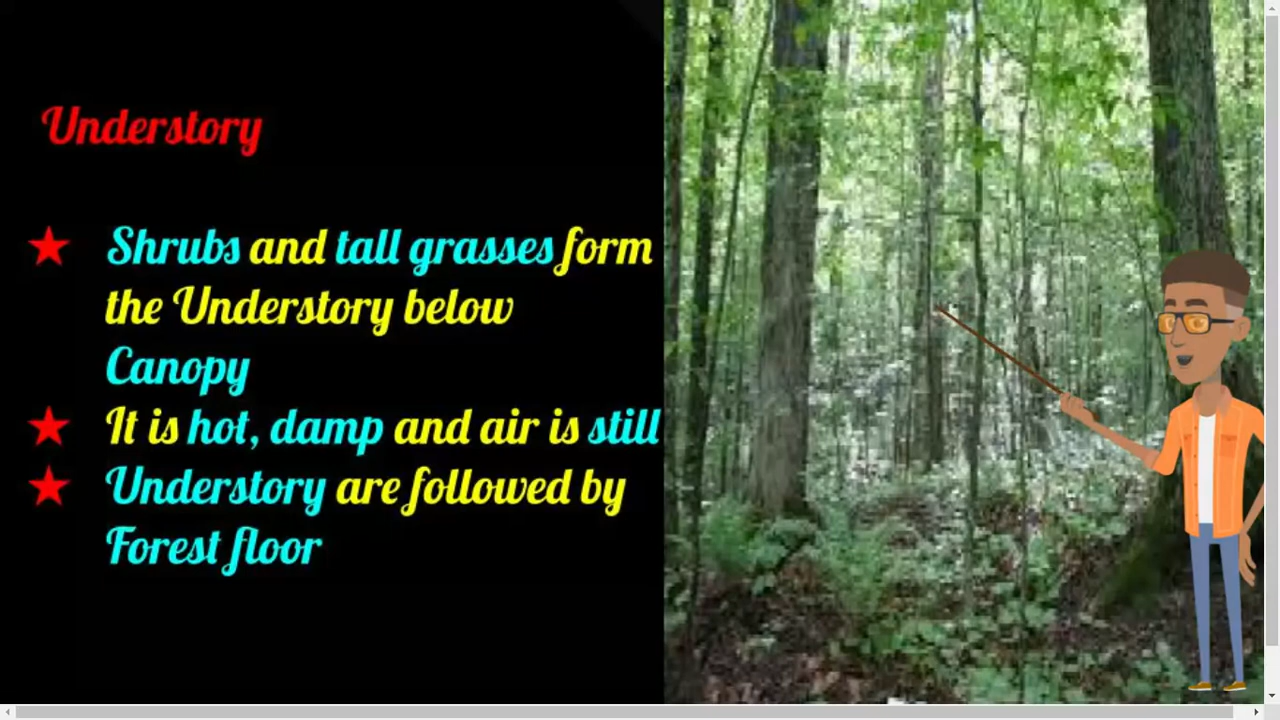 Understory
Shrubs and tall grasses form
the Understory below
Canopy
It is hot, damp and air is still
Understory are followed by
Forest floor